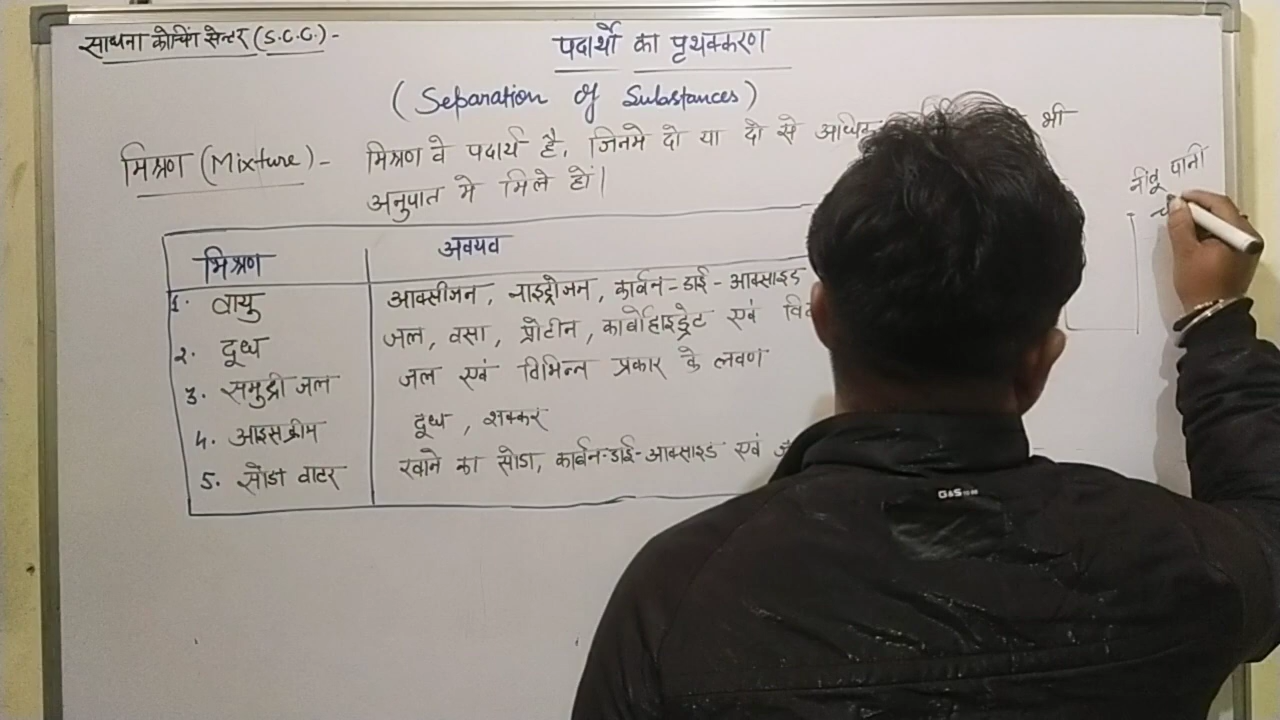 साधना कोचिंग सेन्टर (S.C.C.) -
पदार्थो का पृथक्करण
(Separation of Substances)
मिश्रण (Mixture) - मिश्रण वे पदार्थ है, जिनमे दो या दो से भी
अनुपात मे मिले हों।
नींबू पानी
मिश्रण अवयव
1. वायु आक्सीजन, नाइट्रोजन, कार्बन-डाई-आक्साइड
2. दूध जल, वसा, प्रोटीन, कार्बोहाइड्रेट एवं
3. समुद्री जल जल एवं विभिन्न प्रकार के लवण
4. आइसक्रीम दूध, शक्कर
5. सोडा वाटर खाने का सोडा, कार्बन-डाई-आक्साइड एवं
G&S